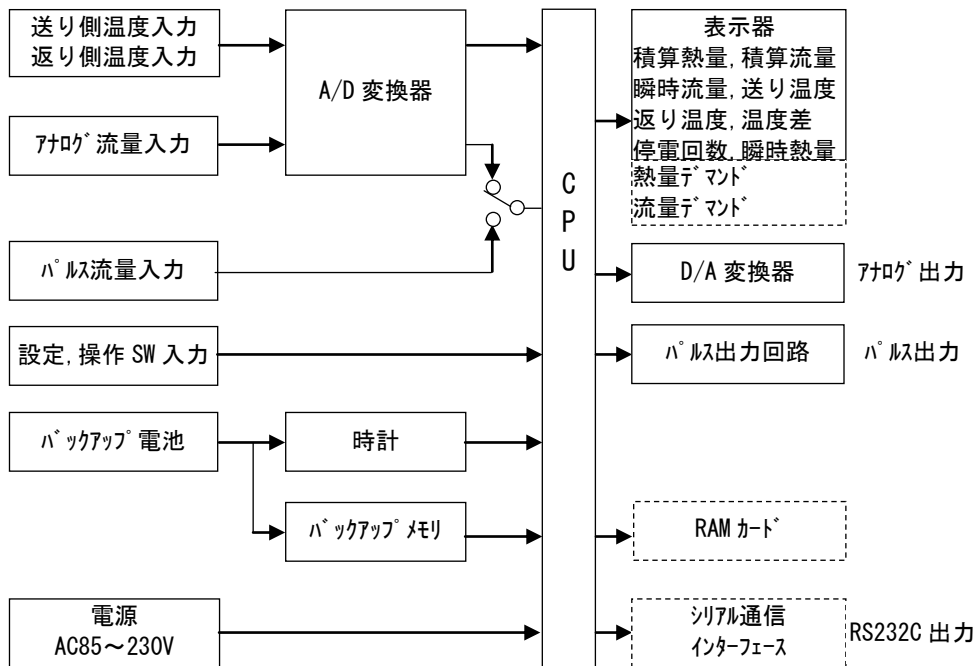 送り側温度入力
返り側温度入力
アナログ流量入力
パルス流量入力
設定,操作 SW 入力
バックアップ電池
電源
AC85～230V
A/D 変換器
時計
バックアップメモリ
C
P
U
表示器
積算熱量,積算流量
瞬時流量,送り温度
返り温度,温度差
停電回数,瞬時熱量
熱量デマンド
流量デマンド
D/A 変換器
アナログ出力
パルス出力回路
パルス出力
RAM カード
シリアル通信
インターフェース
RS232C 出力